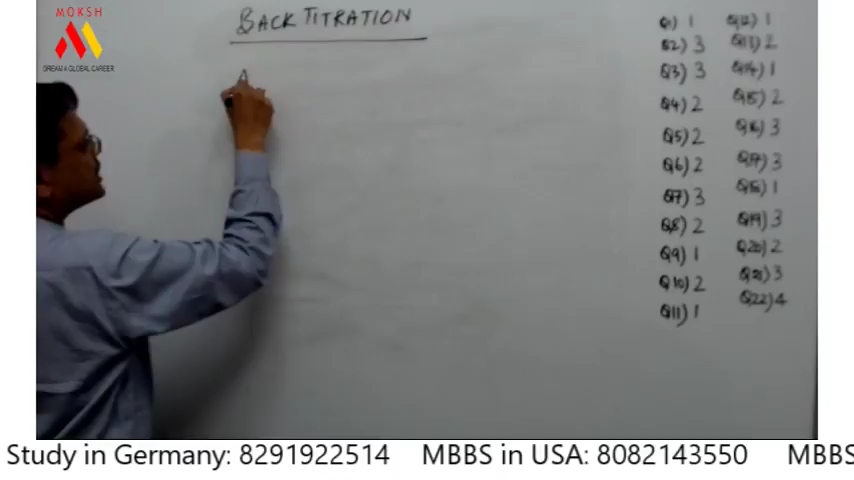 MOKSH
DREAM A GLOBAL CAREER
BACK TITRATION
Q1) 1
Q2) 3
Q3) 3
Q4) 2
Q5) 2
Q6) 2
Q7) 3
Q8) 2
Q9) 1
Q10) 2
Q11) 1
Q12) 1
Q13) 2
Q14) 1
Q15) 2
Q16) 3
Q17) 3
Q18) 1
Q19) 3
Q20) 2
Q21) 3
Q22) 4
Study in Germany: 8291922514 MBBS in USA: 8082143550 MBBS